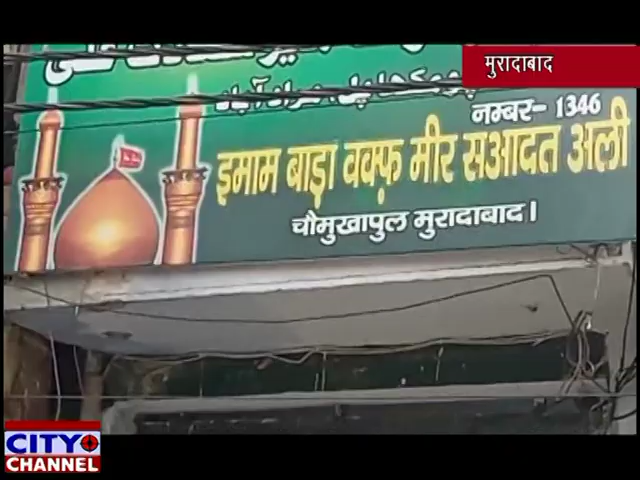 मुरादाबाद
नम्बर- 1346
इमाम बाड़ा वक्फ़ मीर सआदत अली
चौमुखापुल मुरादाबाद।
CITY
CHANNEL